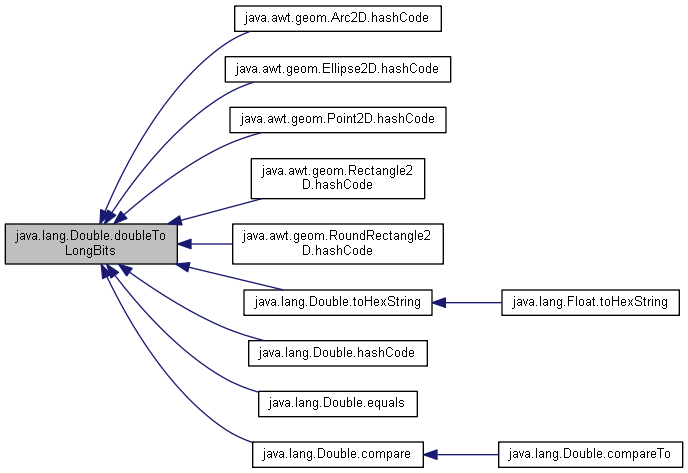 java.awt.geom.Arc2D.hashCode
java.awt.geom.Ellipse2D.hashCode
java.awt.geom.Point2D.hashCode
java.awt.geom.Rectangle2
D.hashCode
java.lang.Double.doubleTo
LongBits
java.awt.geom.RoundRectangle2
D.hashCode
java.lang.Double.toHexString
java.lang.Float.toHexString
java.lang.Double.hashCode
java.lang.Double.equals
java.lang.Double.compare
java.lang.Double.compareTo